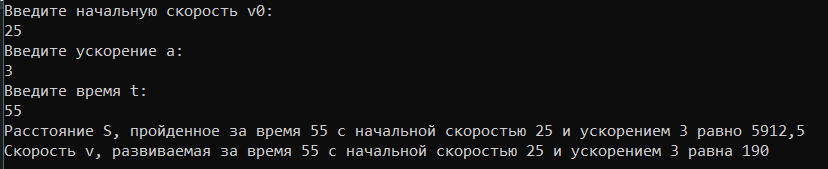 Введите начальную скорость v0:
25
Введите ускорение a:
3
Введите время t:
55
Расстояние S, пройденное за время 55 с начальной скоростью 25 и ускорением 3 равно 5912,5
Скорость v, развиваемая за время 55 с начальной скоростью 25 и ускорением 3 равна 190